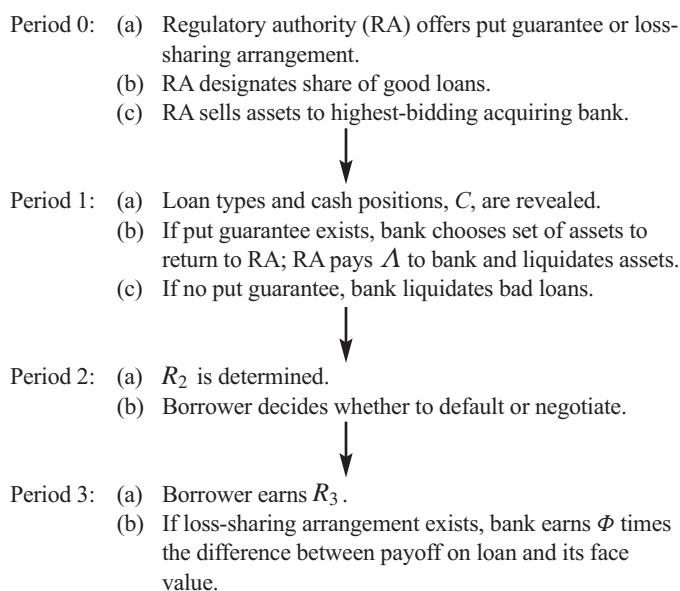 Period 0: (a) Regulatory authority (RA) offers put guarantee or loss-
sharing arrangement.
(b) RA designates share of good loans.
(c) RA sells assets to highest-bidding acquiring bank.
Period 1: (a) Loan types and cash positions, C, are revealed.
(b) If put guarantee exists, bank chooses set of assets to
return to RA; RA pays Λ to bank and liquidates assets.
(c) If no put guarantee, bank liquidates bad loans.
Period 2: (a) R₂ is determined.
(b) Borrower decides whether to default or negotiate.
Period 3: (a) Borrower earns R₃.
(b) If loss-sharing arrangement exists, bank earns Φ times
the difference between payoff on loan and its face
value.